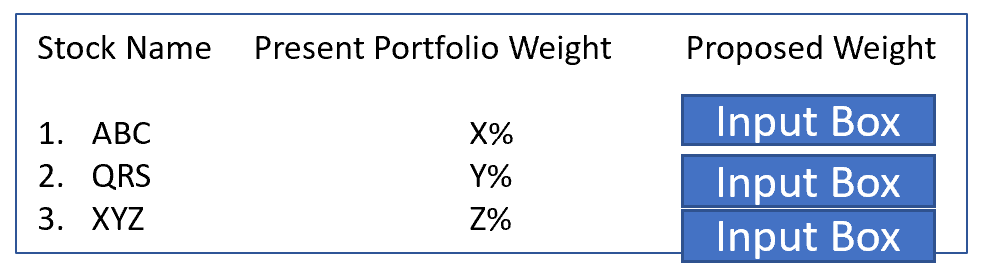 Stock Name Present Portfolio Weight Proposed Weight
1. ABC X% Input Box
2. QRS Y% Input Box
3. XYZ Z% Input Box